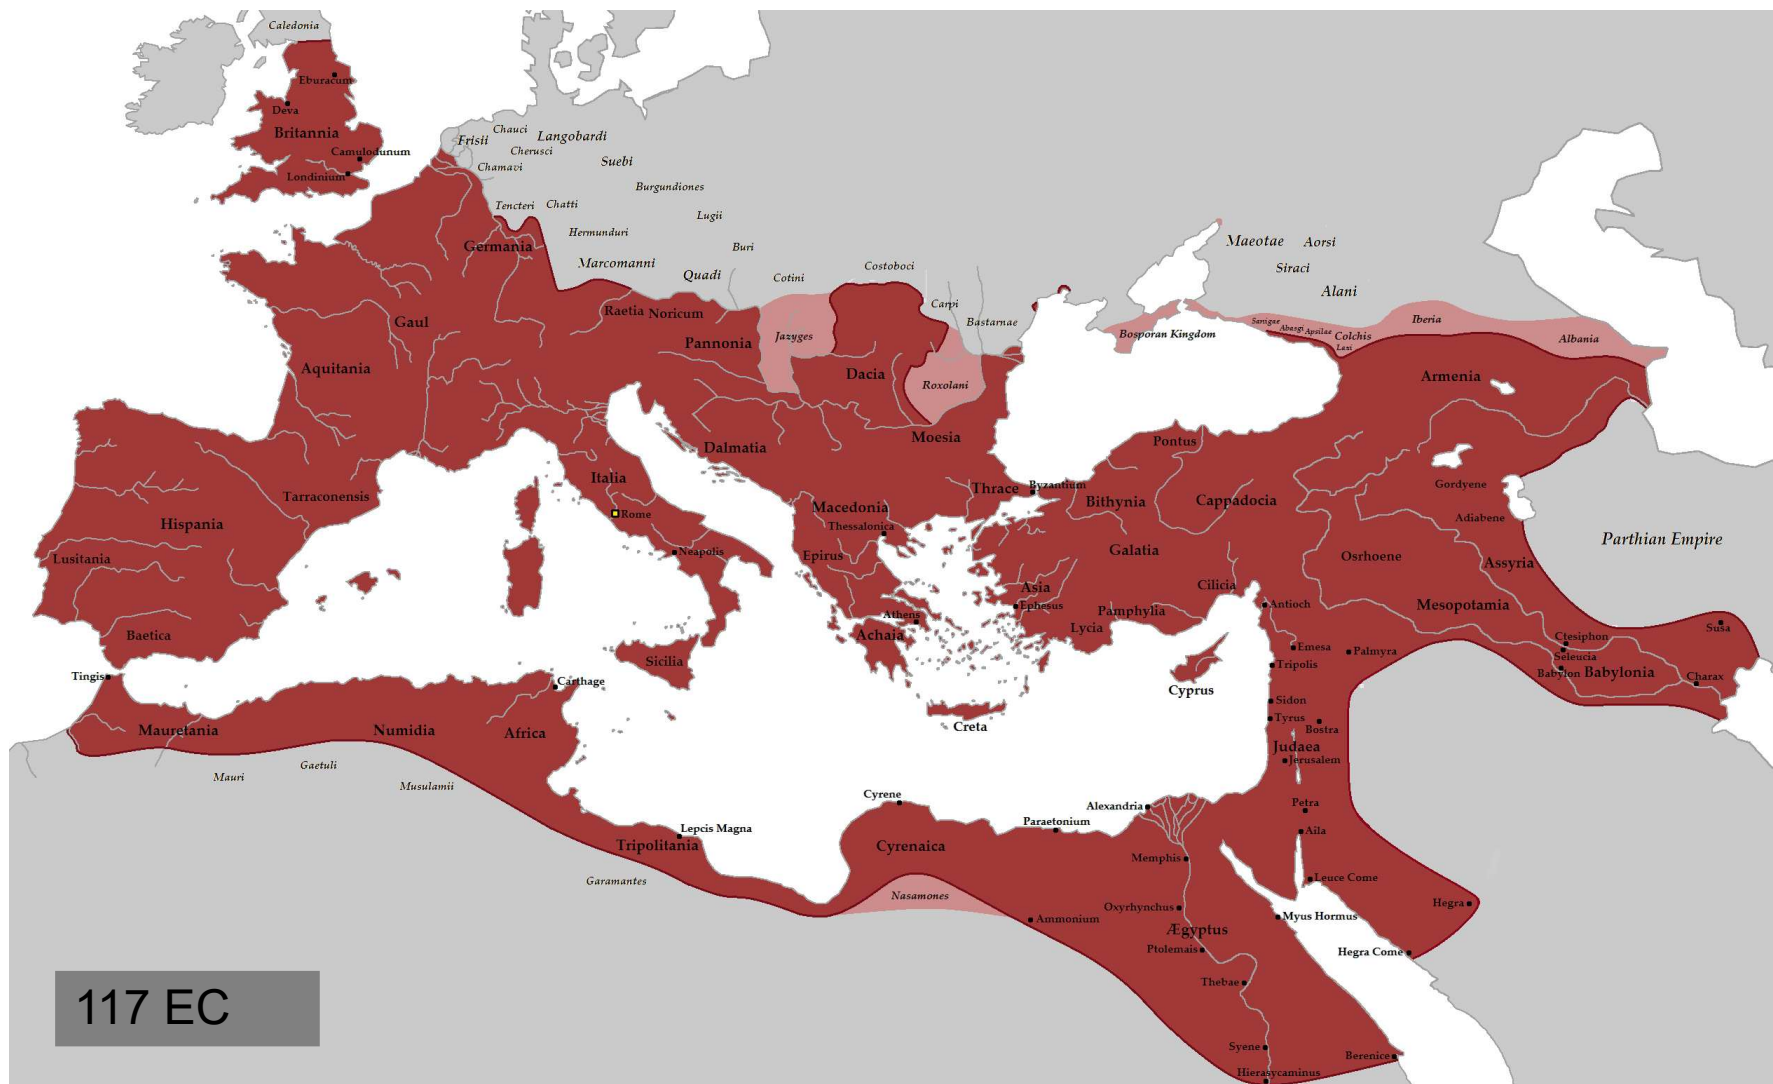 Caledonia
Eburacum
Deva
Britannia
Camulodunum
Londinium
Frisii
Chauci
Langobardi
Cherusci
Chamavi
Suebi
Burgundiones
Tencteri
Chatti
Lugii
Hermunduri
Buri
Germania
Marcomanni
Quadi
Cotini
Costoboci
Carpi
Bastarnae
Maeotae
Aorsi
Siraci
Alani
Raetia
Noricum
Gaul
Pannonia
Jazyges
Dacia
Roxolani
Bosporan Kingdom
Sanigae
Abasgi
Apsilae
Colchis
Lazi
Iberia
Albania
Aquitania
Armenia
Moesia
Dalmatia
Pontus
Italia
Tarraconensis
Hispania
Rome
Lusitania
Neapolis
Baetica
Macedonia
Thessalonica
Epirus
Thrace
Byzantium
Bithynia
Cappadocia
Gordyene
Adiabene
Galatia
Osrhoene
Assyria
Parthian Empire
Asia
Ephesus
Cilicia
Antioch
Mesopotamia
Pamphylia
Lycia
Athens
Achaia
Susa
Ctesiphon
Seleucia
Babylon
Babylonia
Charax
Emesa
Palmyra
Tripolis
Sicilia
Tingis
Carthage
Cyprus
Sidon
Tyrus
Bostra
Creta
Mauretania
Numidia
Africa
Judaea
Jerusalem
Mauri
Gaetuli
Musulamii
Cyrene
Alexandria
Petra
Paraetonium
Lepcis Magna
Aila
Tripolitania
Cyrenaica
Memphis
Garamantes
Leuce Come
Nasamones
Hegra
Oxyrhynchus
Ammonium
Myus Hormus
Ægyptus
Ptolemais
Hegra Come
Thebae
117 EC
Syene
Berenice
Hierasycaminus